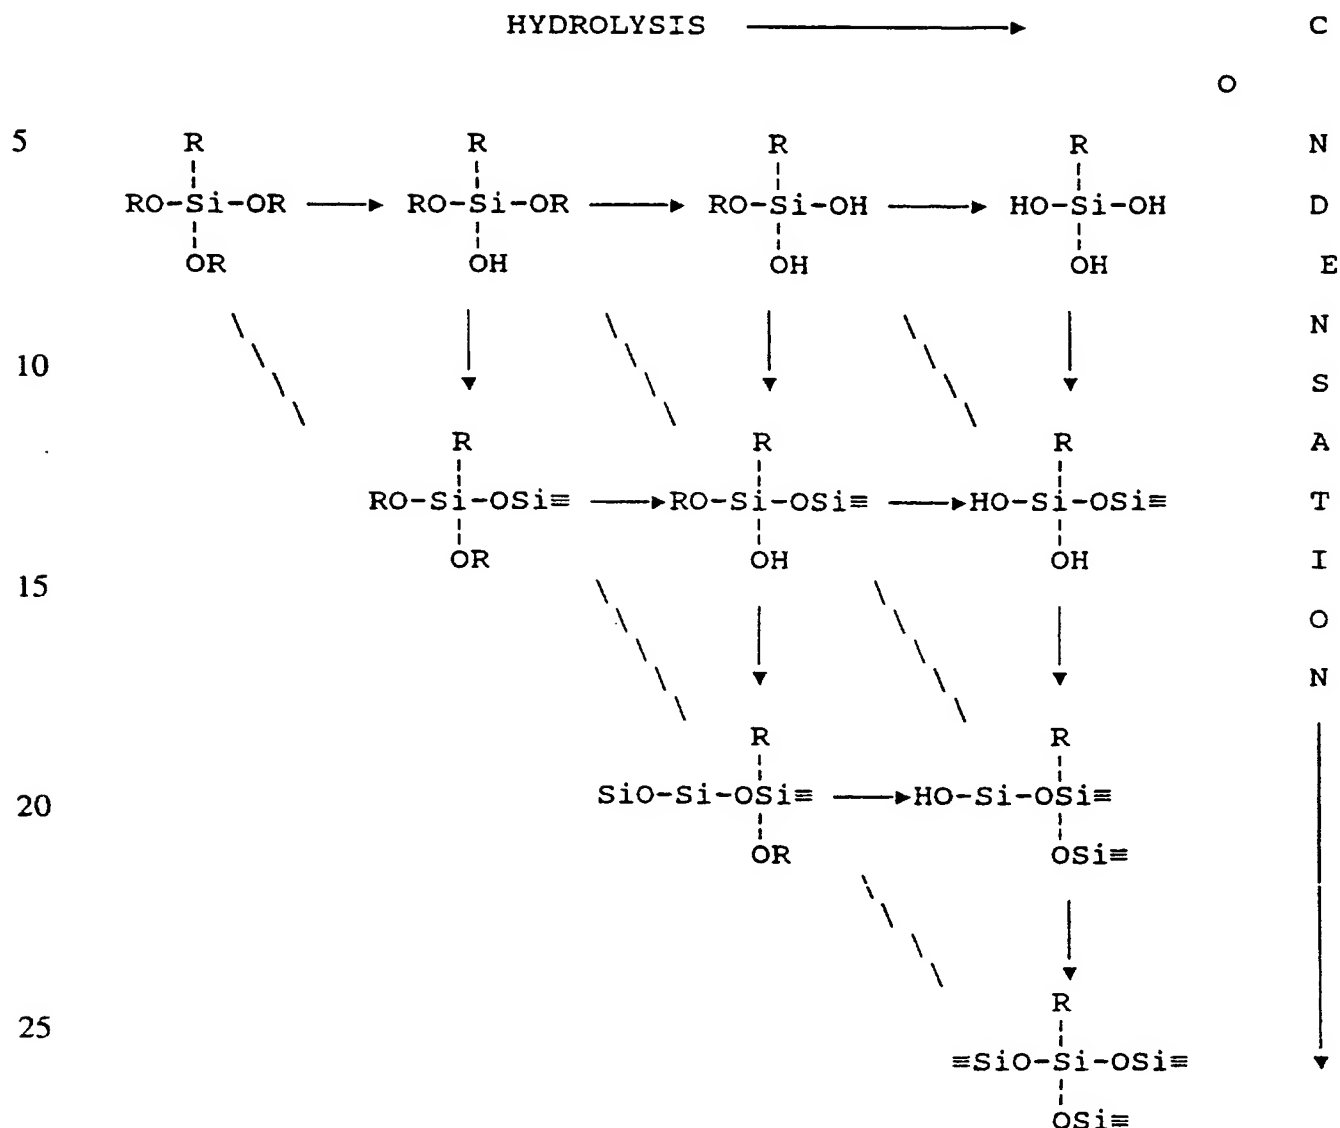 HYDROLYSIS C
O
5 R R R R N
RO-Si-OR RO-Si-OR RO-Si-OH HO-Si-OH D
OR OH OH OH E
N
10
S
R R R A
RO-Si-OSi≡ RO-Si-OSi≡ HO-Si-OSi≡ T
OR OH OH I
15
O
N
R R
20 SiO-Si-OSi≡ HO-Si-OSi≡
OR OSi≡
R
25
≡SiO-Si-OSi≡
OSi≡